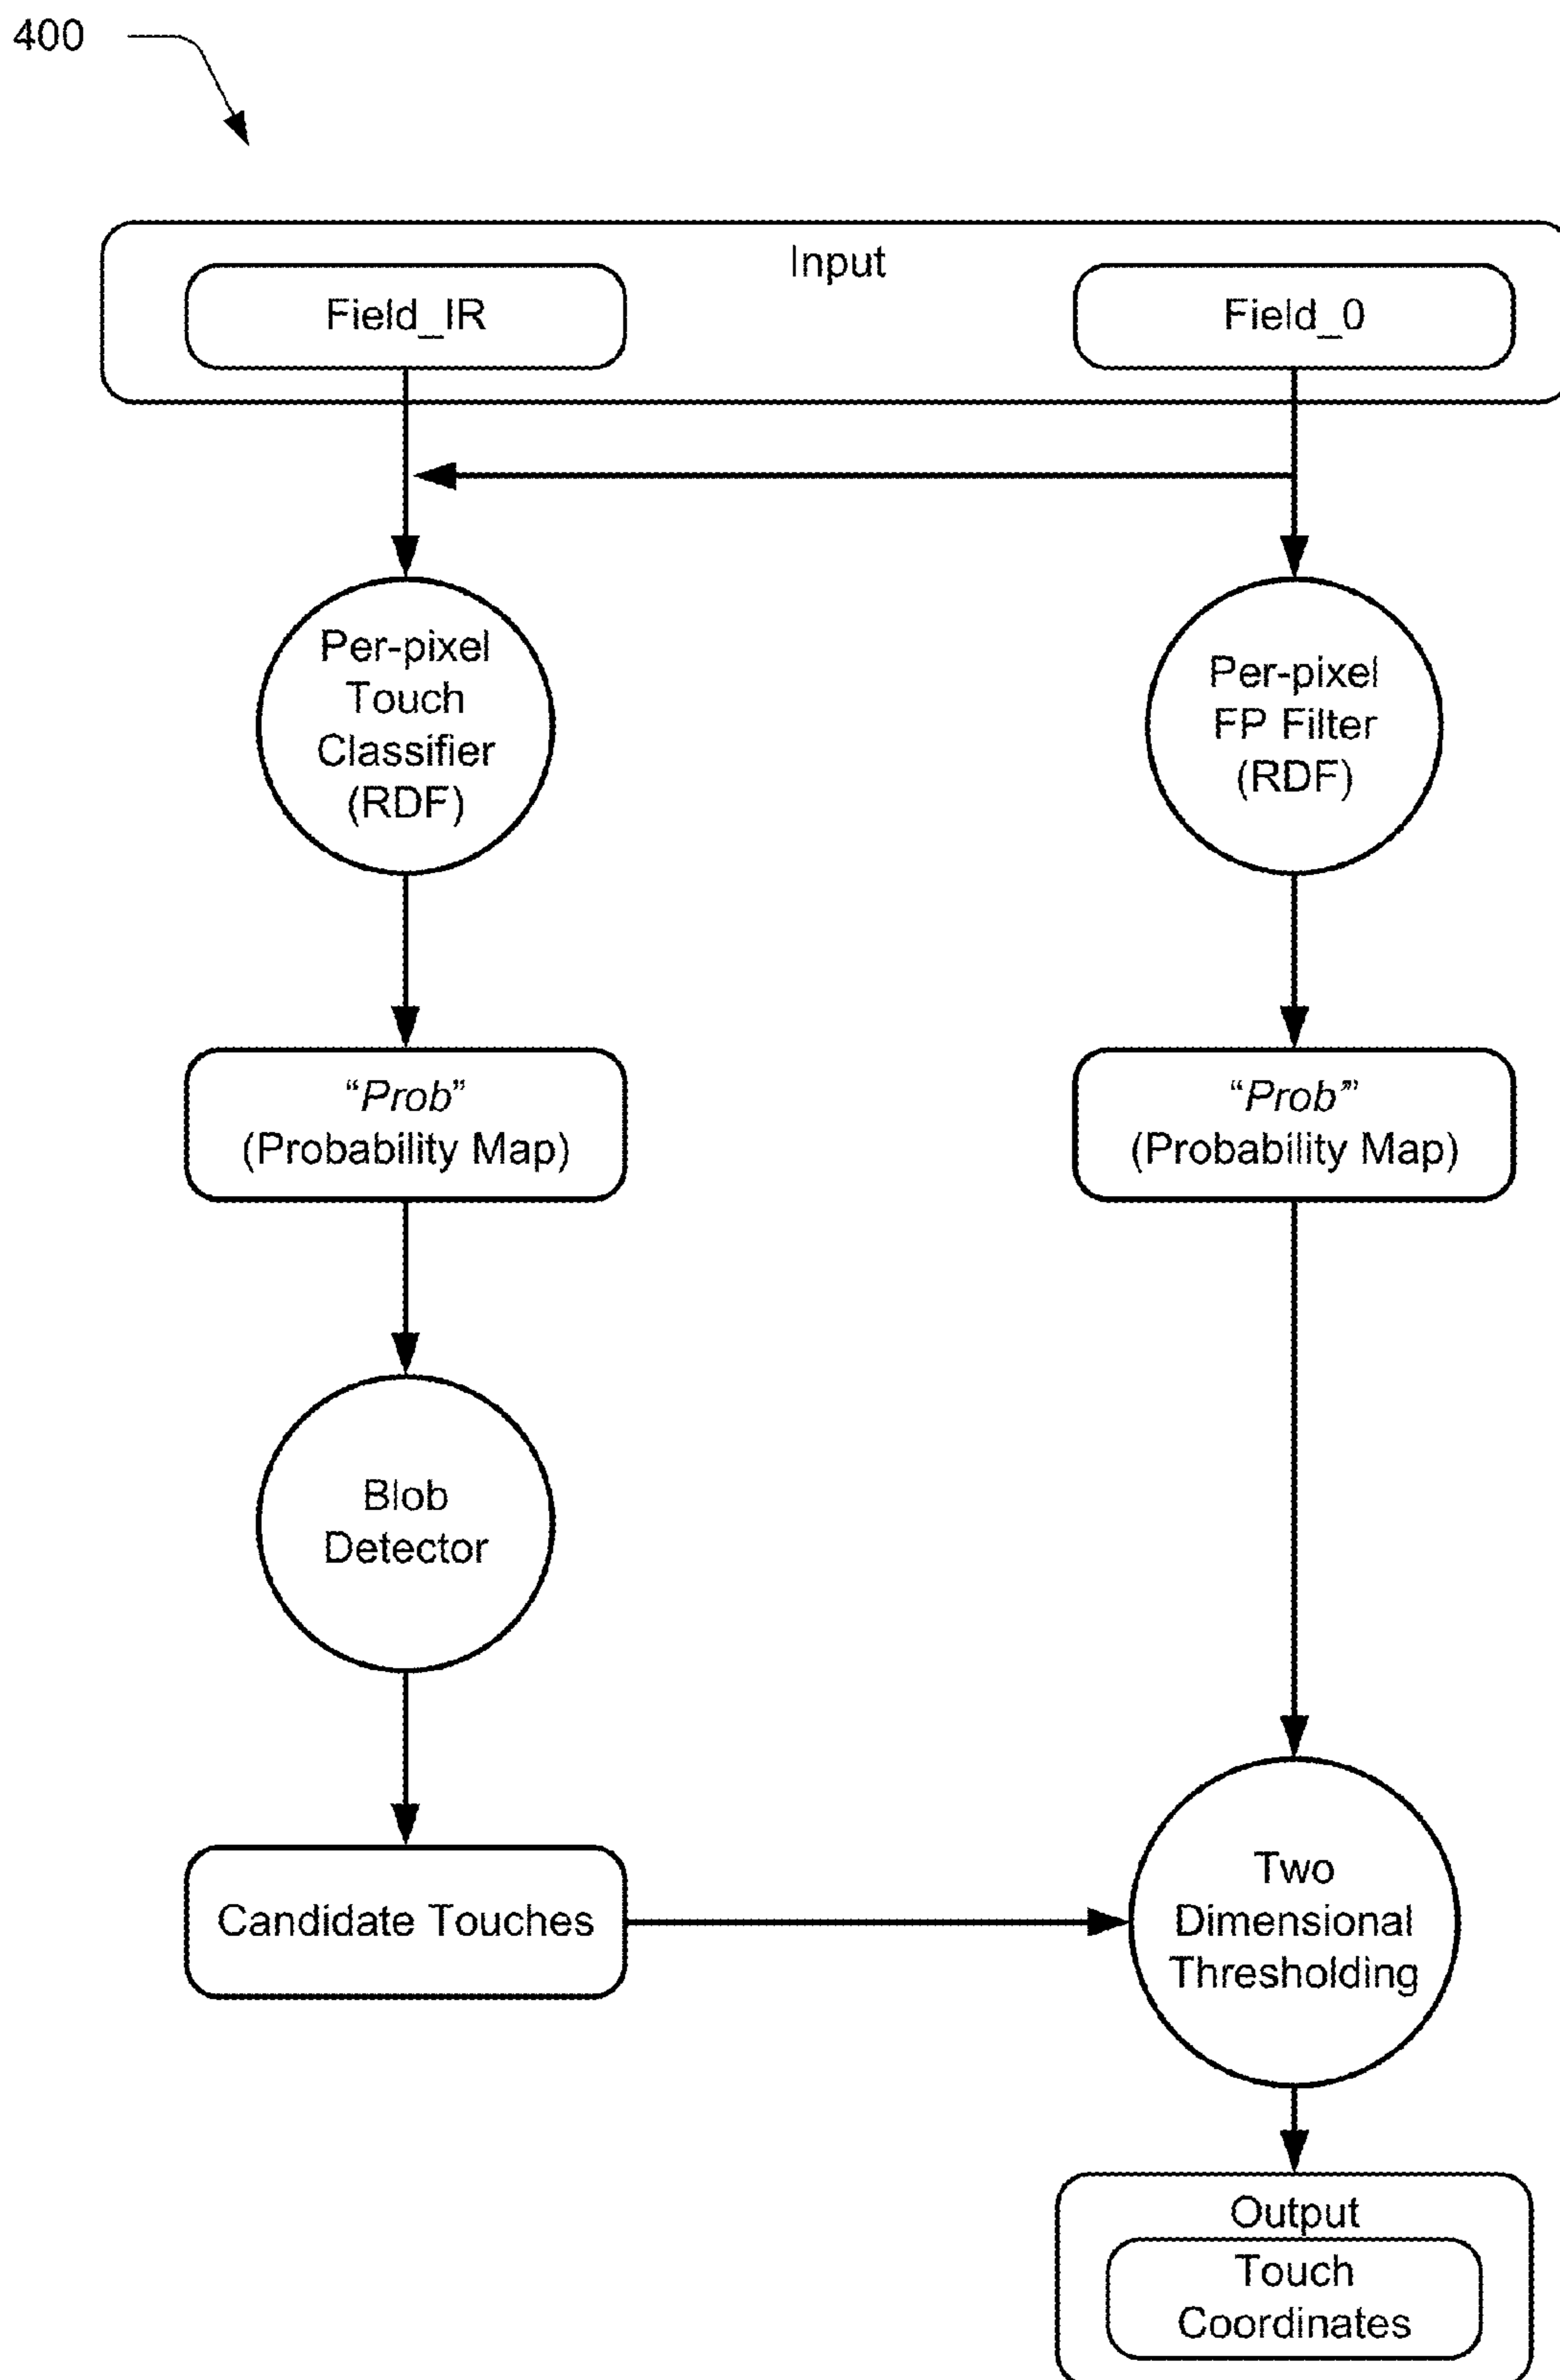 400
Input
Field_IR
Field_0
Per-pixel
Touch
Classifier
(RDF)
Per-pixel
FP Filter
(RDF)
“Prob”
(Probability Map)
“Prob’”
(Probability Map)
Blob
Detector
Candidate Touches
Two
Dimensional
Thresholding
Output
Touch
Coordinates